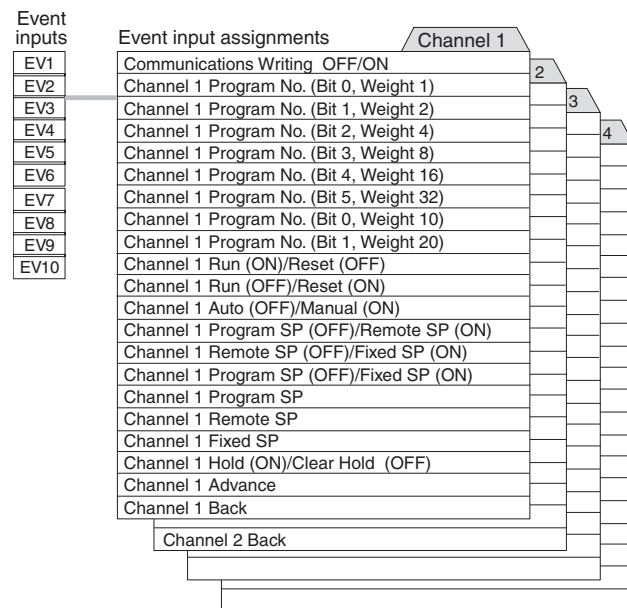 Event
inputs
EV1
EV2
EV3
EV4
EV5
EV6
EV7
EV8
EV9
EV10
Event input assignments
Channel 1
2
3
4
Communications Writing OFF/ON
Channel 1 Program No. (Bit 0, Weight 1)
Channel 1 Program No. (Bit 1, Weight 2)
Channel 1 Program No. (Bit 2, Weight 4)
Channel 1 Program No. (Bit 3, Weight 8)
Channel 1 Program No. (Bit 4, Weight 16)
Channel 1 Program No. (Bit 5, Weight 32)
Channel 1 Program No. (Bit 0, Weight 10)
Channel 1 Program No. (Bit 1, Weight 20)
Channel 1 Run (ON)/Reset (OFF)
Channel 1 Run (OFF)/Reset (ON)
Channel 1 Auto (OFF)/Manual (ON)
Channel 1 Program SP (OFF)/Remote SP (ON)
Channel 1 Remote SP (OFF)/Fixed SP (ON)
Channel 1 Program SP (OFF)/Fixed SP (ON)
Channel 1 Program SP
Channel 1 Remote SP
Channel 1 Fixed SP
Channel 1 Hold (ON)/Clear Hold (OFF)
Channel 1 Advance
Channel 1 Back
Channel 2 Back